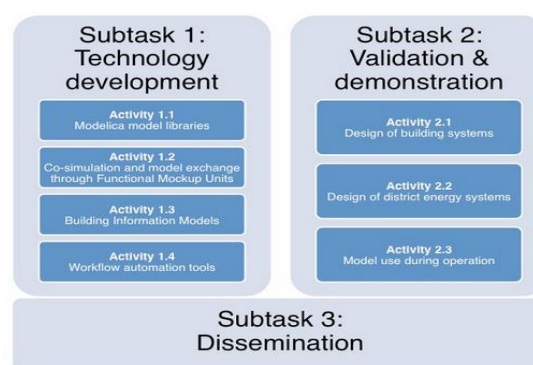 Subtask 1:
Technology
development
Activity 1.1
Modelica model libraries
Activity 1.2
Co-simulation and model exchange
through Functional Mockup Units
Activity 1.3
Building Information Models
Activity 1.4
Workflow automation tools
Subtask 2:
Validation &
demonstration
Activity 2.1
Design of building systems
Activity 2.2
Design of district energy systems
Activity 2.3
Model use during operation
Subtask 3:
Dissemination